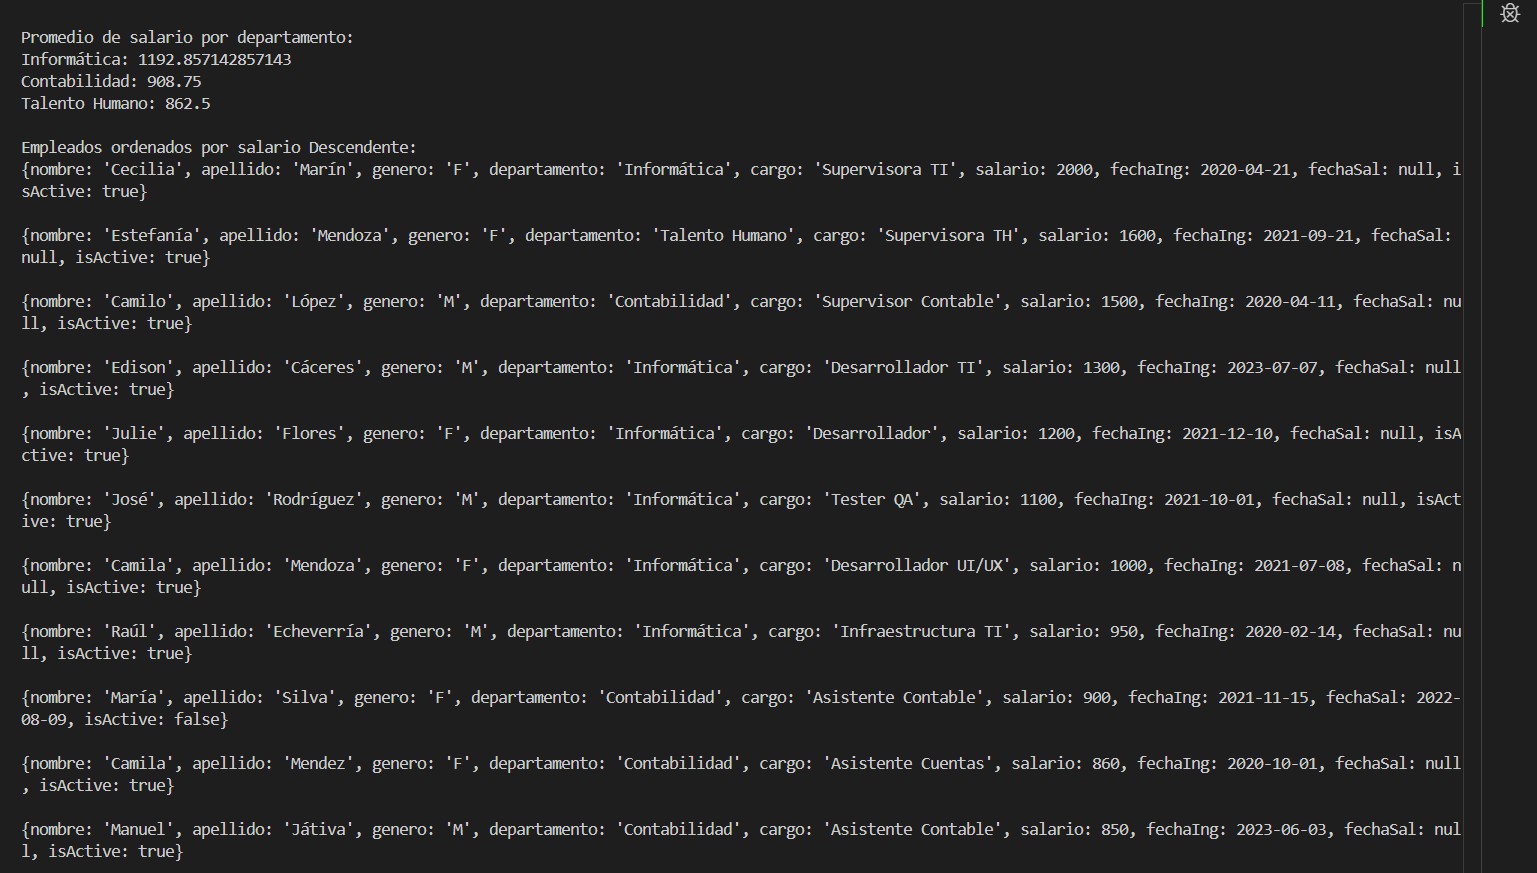 Promedio de salario por departamento:
Informática: 1192.857142857143
Contabilidad: 908.75
Talento Humano: 862.5
Empleados ordenados por salario Descendente:
{nombre: 'Cecilia', apellido: 'Marín', genero: 'F', departamento: 'Informática', cargo: 'Supervisora TI', salario: 2000, fechaIng: 2020-04-21, fechaSal: null, i
sActive: true}
{nombre: 'Estefanía', apellido: 'Mendoza', genero: 'F', departamento: 'Talento Humano', cargo: 'Supervisora TH', salario: 1600, fechaIng: 2021-09-21, fechaSal:
null, isActive: true}
{nombre: 'Camilo', apellido: 'López', genero: 'M', departamento: 'Contabilidad', cargo: 'Supervisor Contable', salario: 1500, fechaIng: 2020-04-11, fechaSal: nu
ll, isActive: true}
{nombre: 'Edison', apellido: 'Cáceres', genero: 'M', departamento: 'Informática', cargo: 'Desarrollador TI', salario: 1300, fechaIng: 2023-07-07, fechaSal: null
, isActive: true}
{nombre: 'Julie', apellido: 'Flores', genero: 'F', departamento: 'Informática', cargo: 'Desarrollador', salario: 1200, fechaIng: 2021-12-10, fechaSal: null, isA
ctive: true}
{nombre: 'José', apellido: 'Rodríguez', genero: 'M', departamento: 'Informática', cargo: 'Tester QA', salario: 1100, fechaIng: 2021-10-01, fechaSal: null, isAct
ive: true}
{nombre: 'Camila', apellido: 'Mendoza', genero: 'F', departamento: 'Informática', cargo: 'Desarrollador UI/UX', salario: 1000, fechaIng: 2021-07-08, fechaSal: n
ull, isActive: true}
{nombre: 'Raúl', apellido: 'Echeverría', genero: 'M', departamento: 'Informática', cargo: 'Infraestructura TI', salario: 950, fechaIng: 2020-02-14, fechaSal: nu
ll, isActive: true}
{nombre: 'María', apellido: 'Silva', genero: 'F', departamento: 'Contabilidad', cargo: 'Asistente Contable', salario: 900, fechaIng: 2021-11-15, fechaSal: 2022-
08-09, isActive: false}
{nombre: 'Camila', apellido: 'Mendez', genero: 'F', departamento: 'Contabilidad', cargo: 'Asistente Cuentas', salario: 860, fechaIng: 2020-10-01, fechaSal: null
, isActive: true}
{nombre: 'Manuel', apellido: 'Játiva', genero: 'M', departamento: 'Contabilidad', cargo: 'Asistente Contable', salario: 850, fechaIng: 2023-06-03, fechaSal: nul
l, isActive: true}